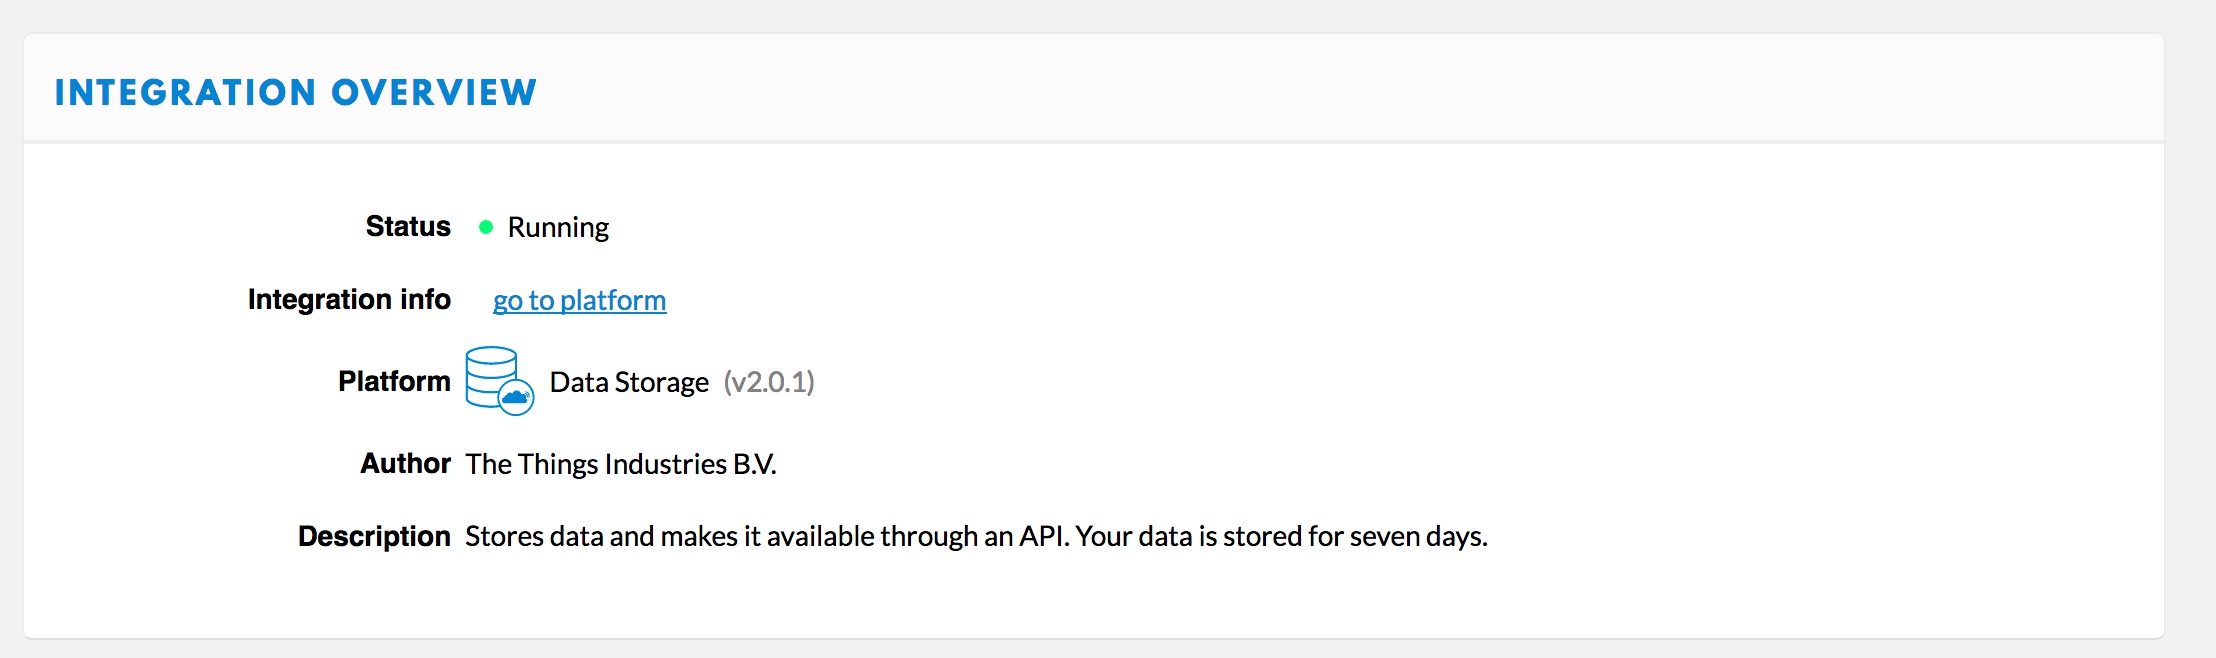 INTEGRATION OVERVIEW
Status Running
Integration info go to platform
Platform Data Storage (v2.0.1)
Author The Things Industries B.V.
Description Stores data and makes it available through an API. Your data is stored for seven days.